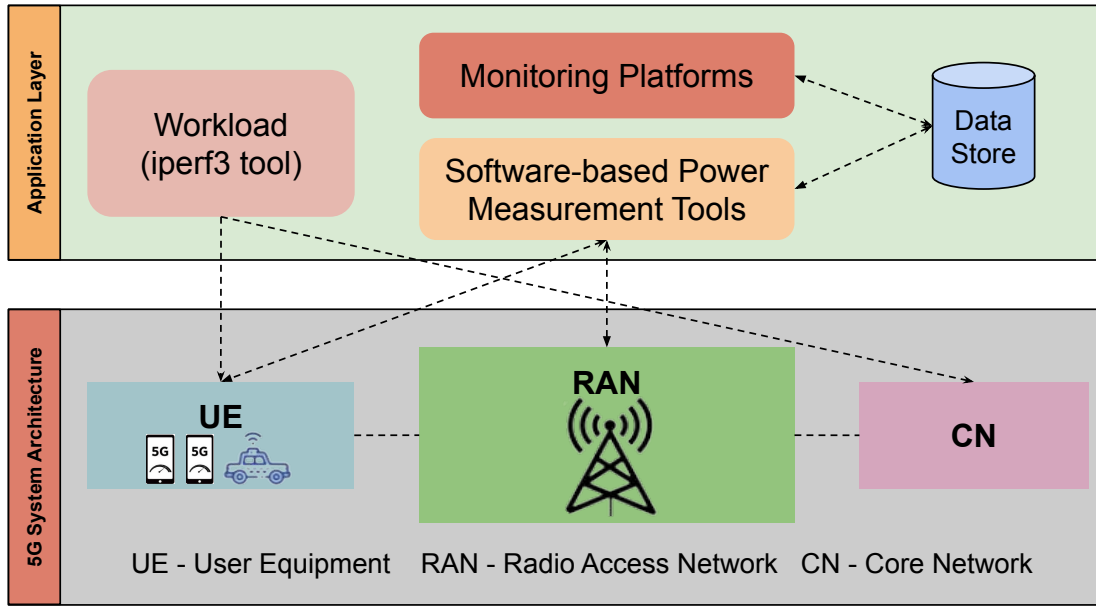 Application Layer
Workload
(iperf3 tool)
Monitoring Platforms
Software-based Power
Measurement Tools
Data
Store
5G System Architecture
UE
5G
5G
RAN
CN
UE - User Equipment
RAN - Radio Access Network
CN - Core Network